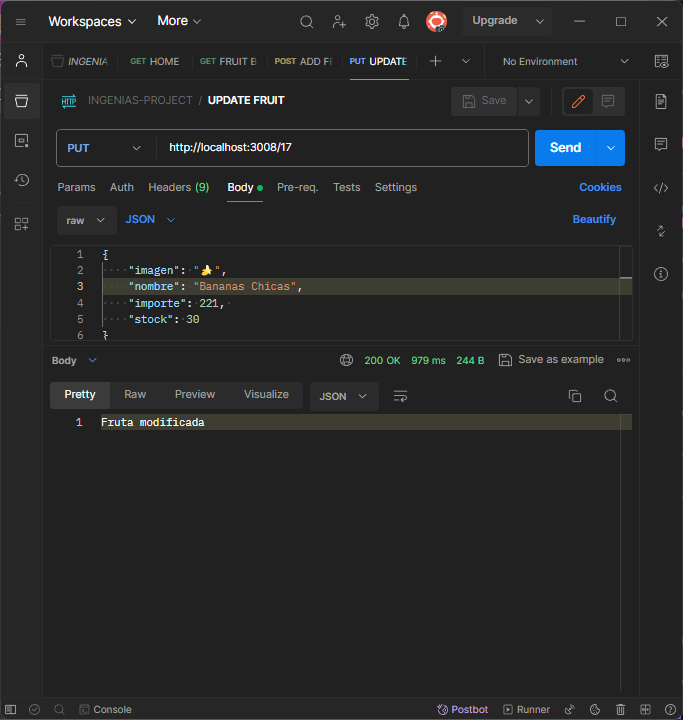 Workspaces More Upgrade
INGENIA GET HOME GET FRUIT B POST ADD FI PUT UPDATE No Environment
HTTP INGENIAS-PROJECT / UPDATE FRUIT Save
PUT http://localhost:3008/17 Send
Params Auth Headers (9) Body Pre-req. Tests Settings Cookies
raw JSON Beautify
1 {
2 "imagen": "🍌",
3 "nombre": "Bananas Chicas",
4 "importe": 221,
5 "stock": 30
6 }
Body 200 OK 979 ms 244 B Save as example
Pretty Raw Preview Visualize JSON
1 Fruta modificada
Console Postbot Runner